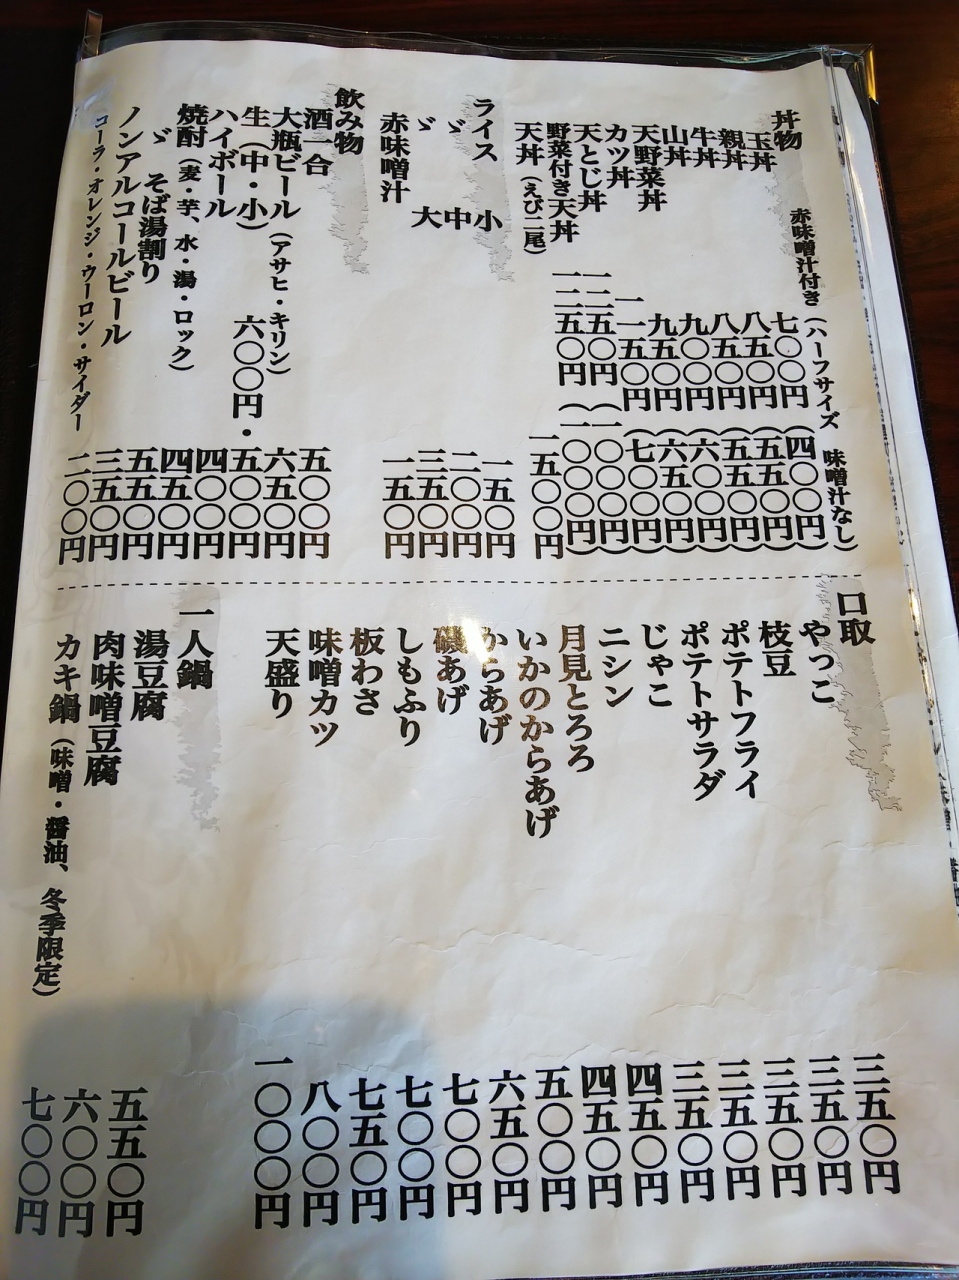 丼物 赤味噌汁付き(ハーフサイズ 味噌汁なし)
玉丼 七〇〇円(四〇〇円)
親丼 八五〇円(五五〇円)
牛丼 八五〇円(五五〇円)
山丼 九〇〇円(六〇〇円)
天野菜丼 九五〇円(六五〇円)
カツ丼 一一五〇円(七〇〇円)
天とじ丼 一二五〇円(一〇〇〇円)
野菜付き天丼 一二五〇円(一〇〇〇円)
天丼(えび二尾) 一五〇〇円
ライス 小 一五〇円
〃 中 二〇〇円
〃 大 三五〇円
赤味噌汁 一五〇円
飲み物
酒一合 五〇〇円
大瓶ビール(アサヒ・キリン) 六五〇円
生(中・小) 六〇〇円・五〇〇円
ハイボール 四〇〇円
焼酎(麦・芋、水・湯・ロック) 四五〇円
〃 そば湯割り 五五〇円
ノンアルコールビール 三五〇円
コーラ・オレンジ・ウーロン・サイダー 二〇〇円
口取
やっこ 三五〇円
枝豆 三五〇円
ポテトフライ 三五〇円
ポテトサラダ 三五〇円
じゃこ 三五〇円
ニシン 四五〇円
月見とろろ 四五〇円
いかのからあげ 五〇〇円
からあげ 六五〇円
磯あげ 七〇〇円
しもふり 七〇〇円
板わさ 七五〇円
味噌カツ 八〇〇円
天盛り 一〇〇〇円
一人鍋
湯豆腐 五五〇円
肉味噌豆腐 六〇〇円
カキ鍋(味噌・醤油、冬季限定) 七〇〇円